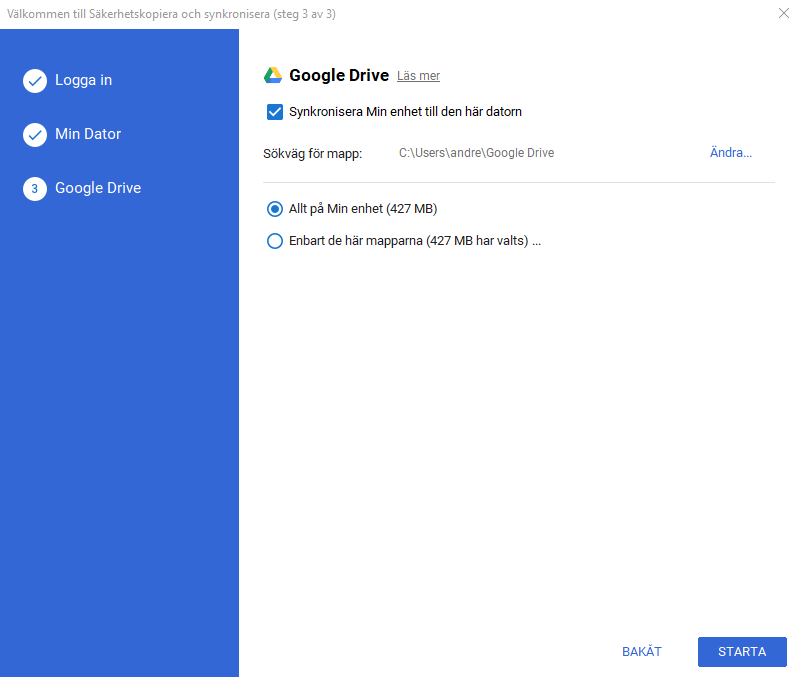 Välkommen till Säkerhetskopiera och synkronisera (steg 3 av 3)
Logga in
Min Dator
3 Google Drive
Google Drive Läs mer
Synkronisera Min enhet till den här datorn
Sökväg för mapp: C:\Users\andre\Google Drive Ändra...
Allt på Min enhet (427 MB)
Enbart de här mapparna (427 MB har valts) ...
BAKÅT STARTA